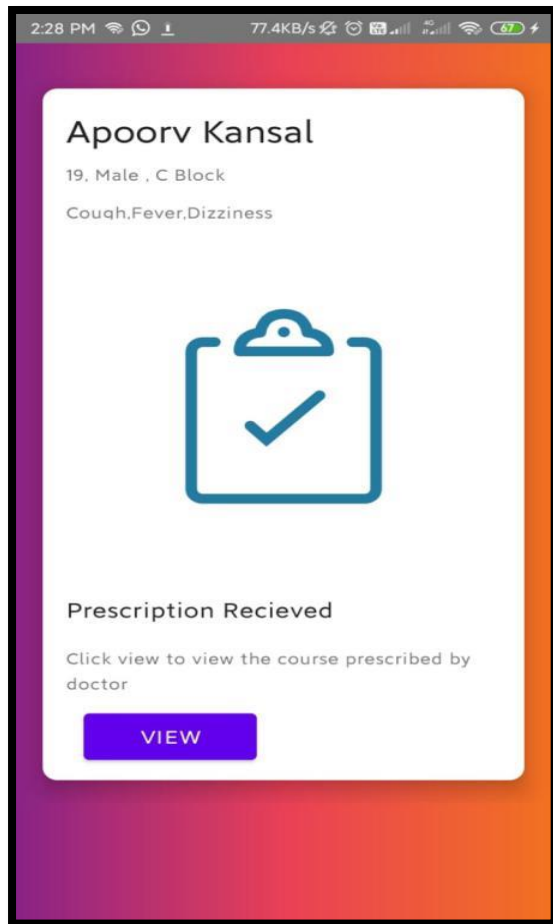 2:28 PM 77.4KB/s 4G 67
Apoorv Kansal
19, Male , C Block
Cough,Fever,Dizziness
Prescription Recieved
Click view to view the course prescribed by
doctor
VIEW